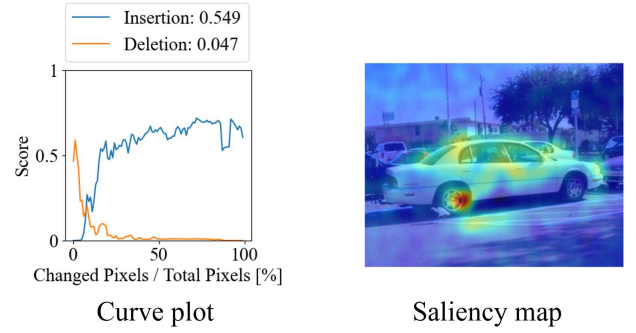 Insertion: 0.549
Deletion: 0.047
1
0.5
0
Score
0 50 100
Changed Pixels / Total Pixels [%]
Curve plot
Saliency map